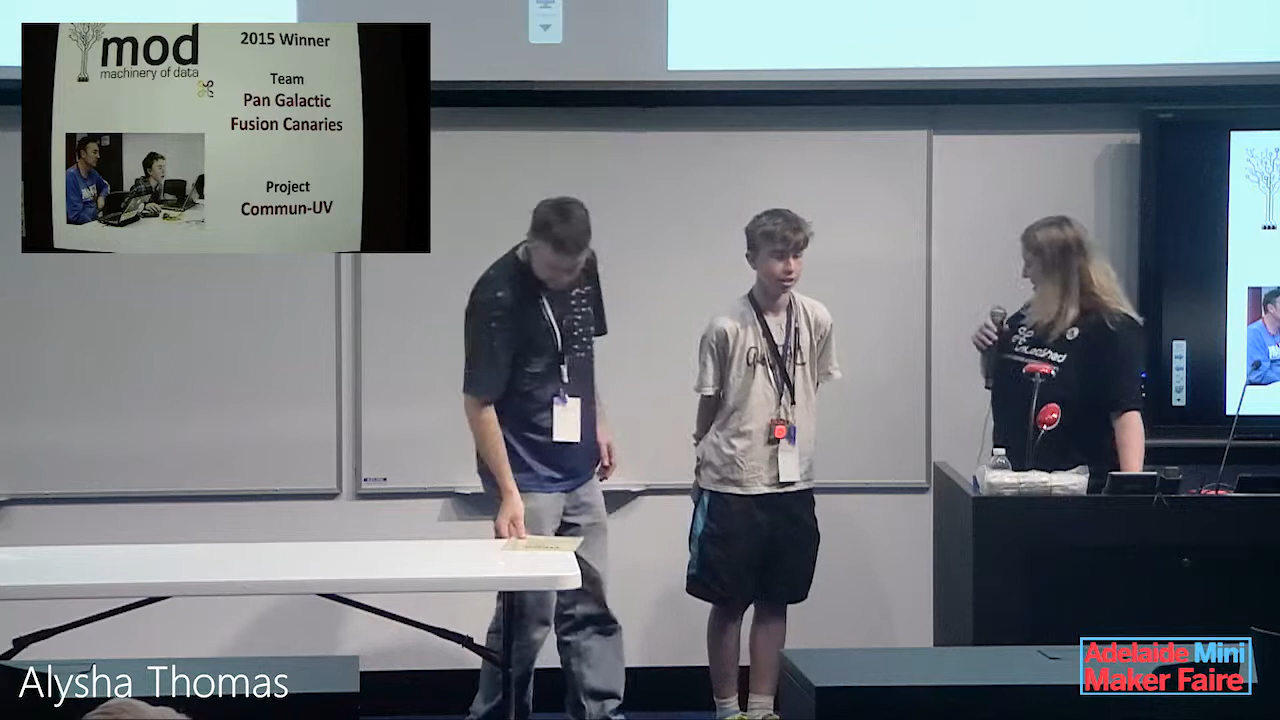 mod
machinery of data
2015 Winner
Team
Pan Galactic
Fusion Canaries
Project
Commun-UV
unleashed
Alysha Thomas
Adelaide Mini
Maker Faire